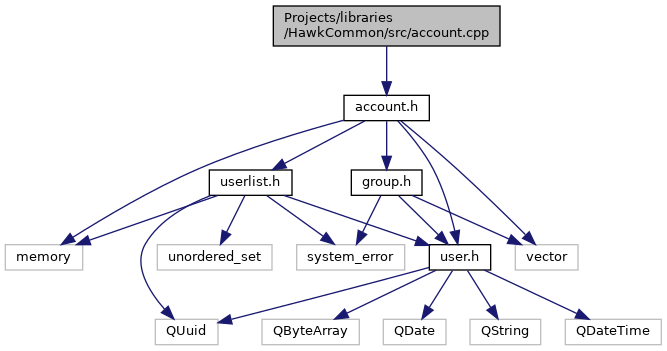 Projects/libraries
/HawkCommon/src/account.cpp
account.h
userlist.h
group.h
memory
unordered_set
system_error
user.h
vector
QUuid
QByteArray
QDate
QString
QDateTime